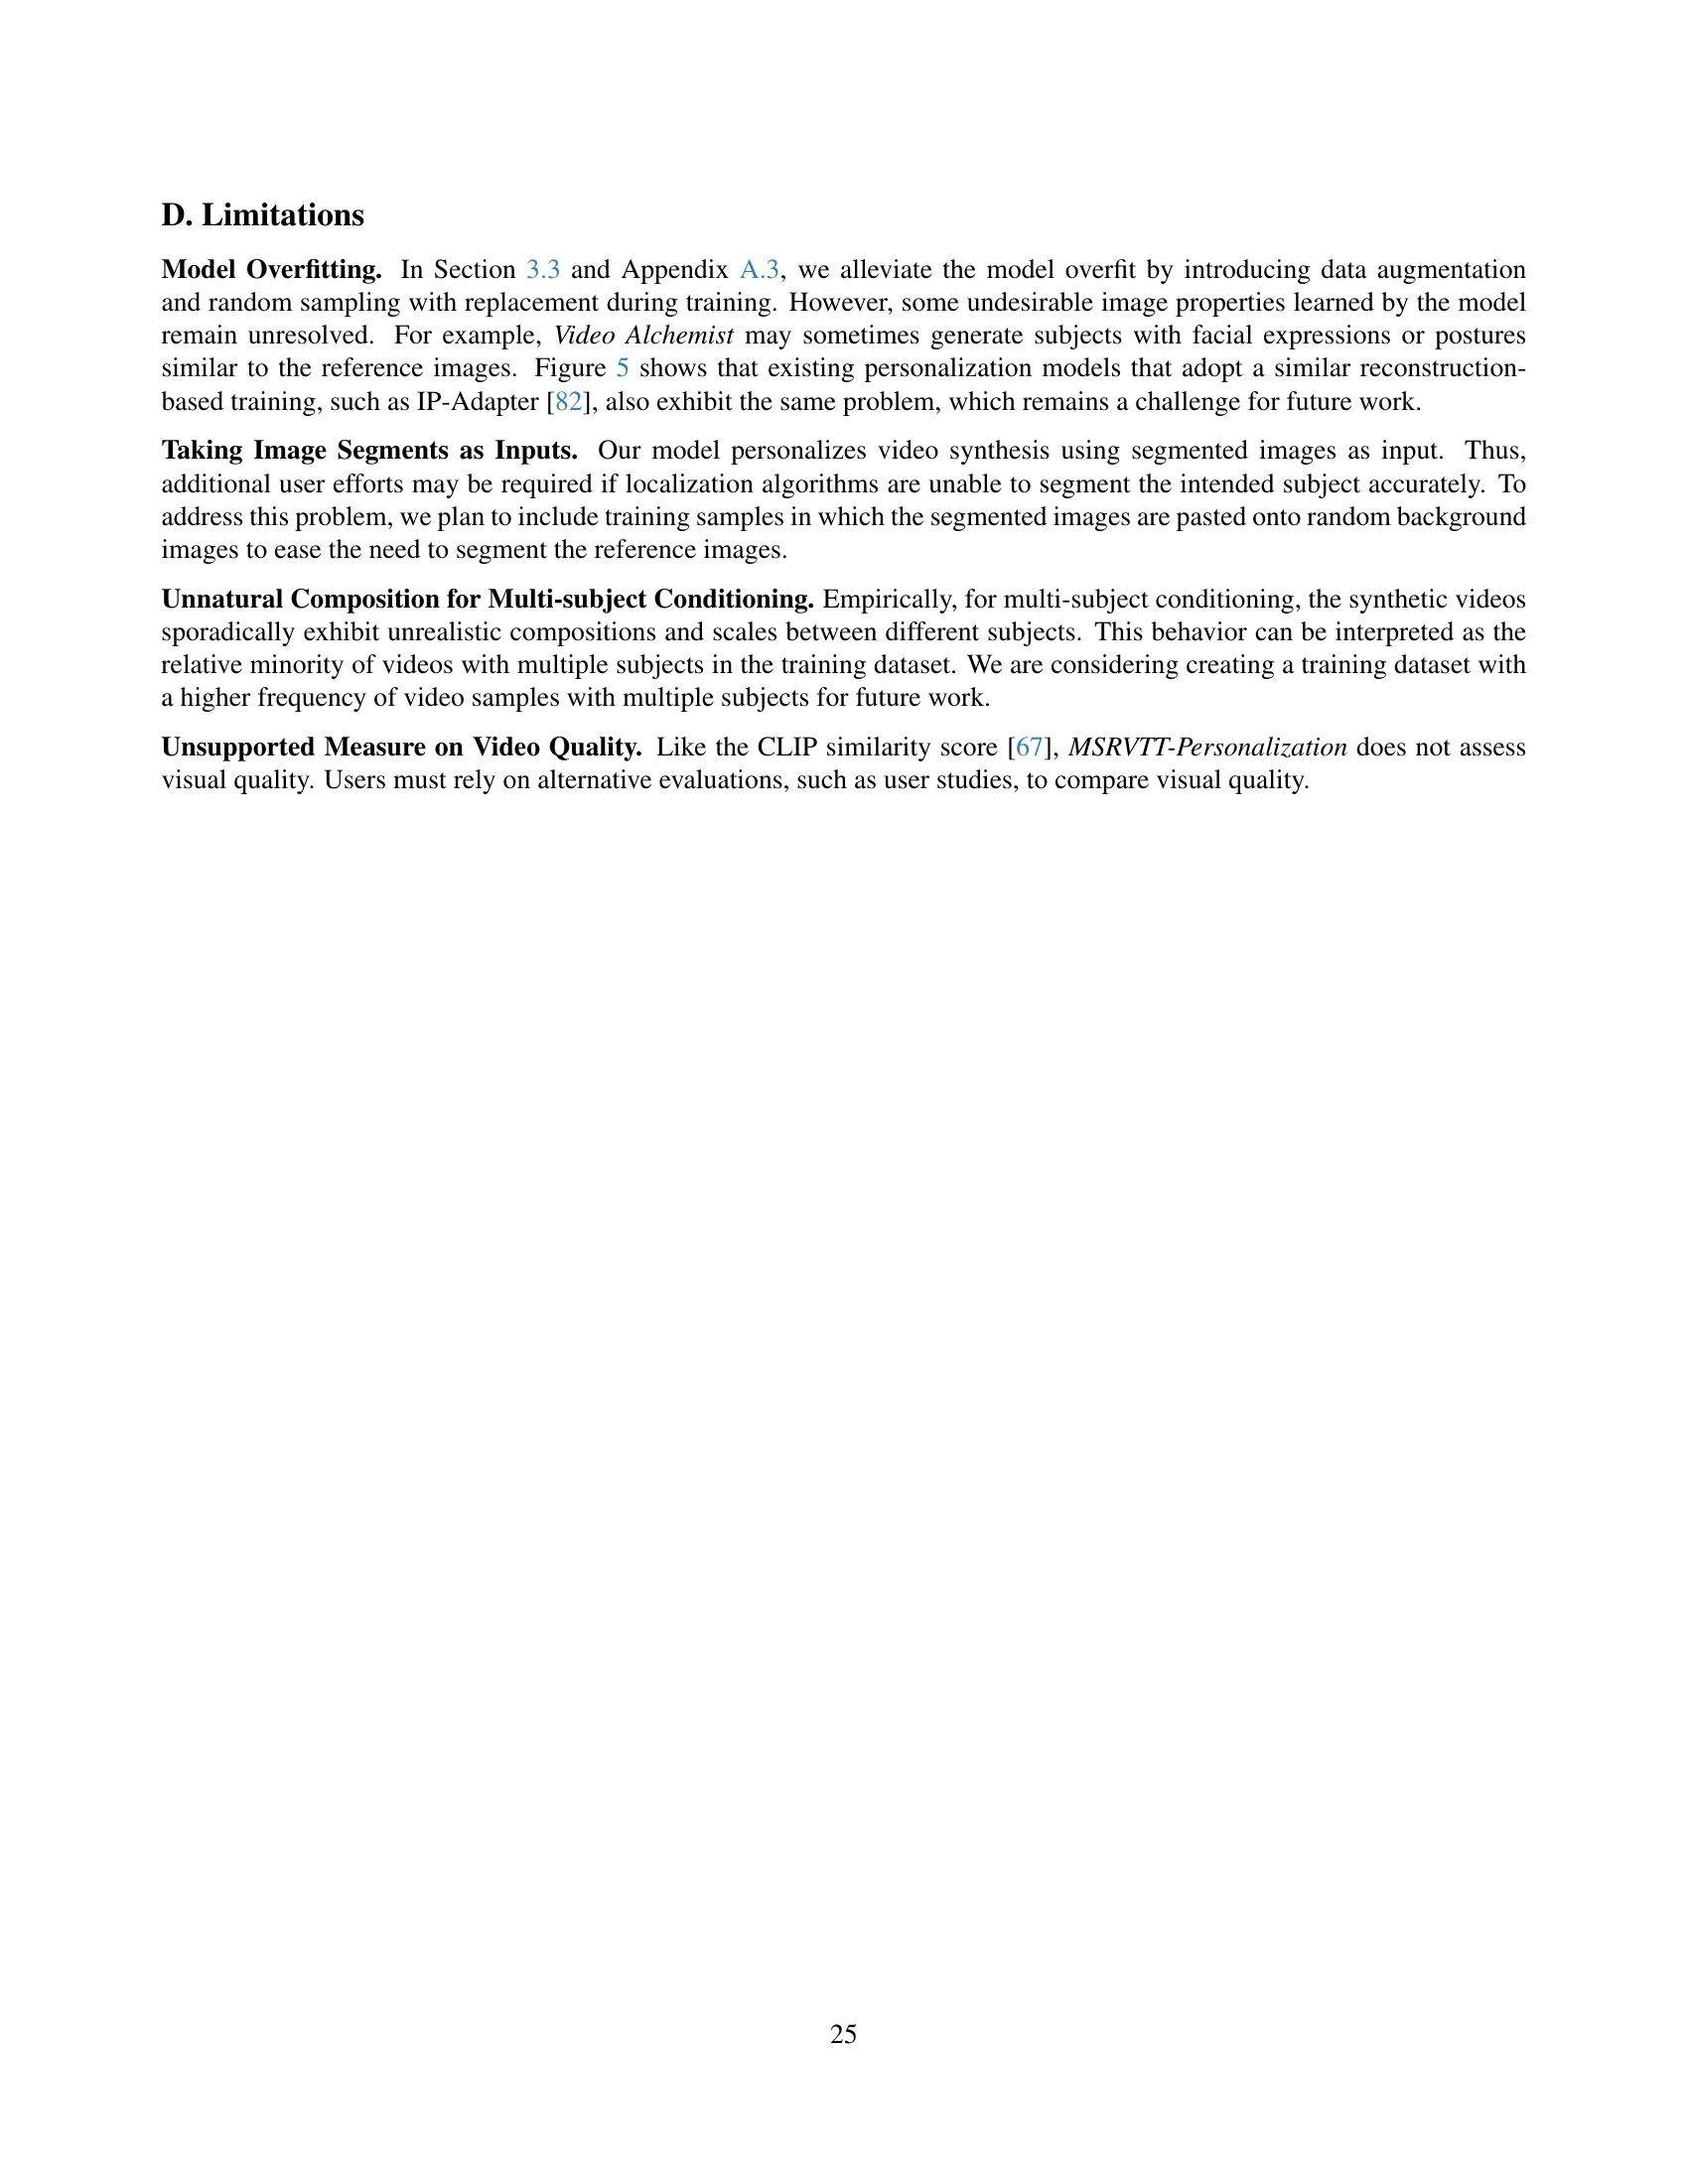 D. Limitations
Model Overfitting. In Section 3.3 and Appendix A.3, we alleviate the model overfit by introducing data augmentation
and random sampling with replacement during training. However, some undesirable image properties learned by the model
remain unresolved. For example, Video Alchemist may sometimes generate subjects with facial expressions or postures
similar to the reference images. Figure 5 shows that existing personalization models that adopt a similar reconstruction-
based training, such as IP-Adapter [82], also exhibit the same problem, which remains a challenge for future work.
Taking Image Segments as Inputs. Our model personalizes video synthesis using segmented images as input. Thus,
additional user efforts may be required if localization algorithms are unable to segment the intended subject accurately. To
address this problem, we plan to include training samples in which the segmented images are pasted onto random background
images to ease the need to segment the reference images.
Unnatural Composition for Multi-subject Conditioning. Empirically, for multi-subject conditioning, the synthetic videos
sporadically exhibit unrealistic compositions and scales between different subjects. This behavior can be interpreted as the
relative minority of videos with multiple subjects in the training dataset. We are considering creating a training dataset with
a higher frequency of video samples with multiple subjects for future work.
Unsupported Measure on Video Quality. Like the CLIP similarity score [67], MSRVTT-Personalization does not assess
visual quality. Users must rely on alternative evaluations, such as user studies, to compare visual quality.
25